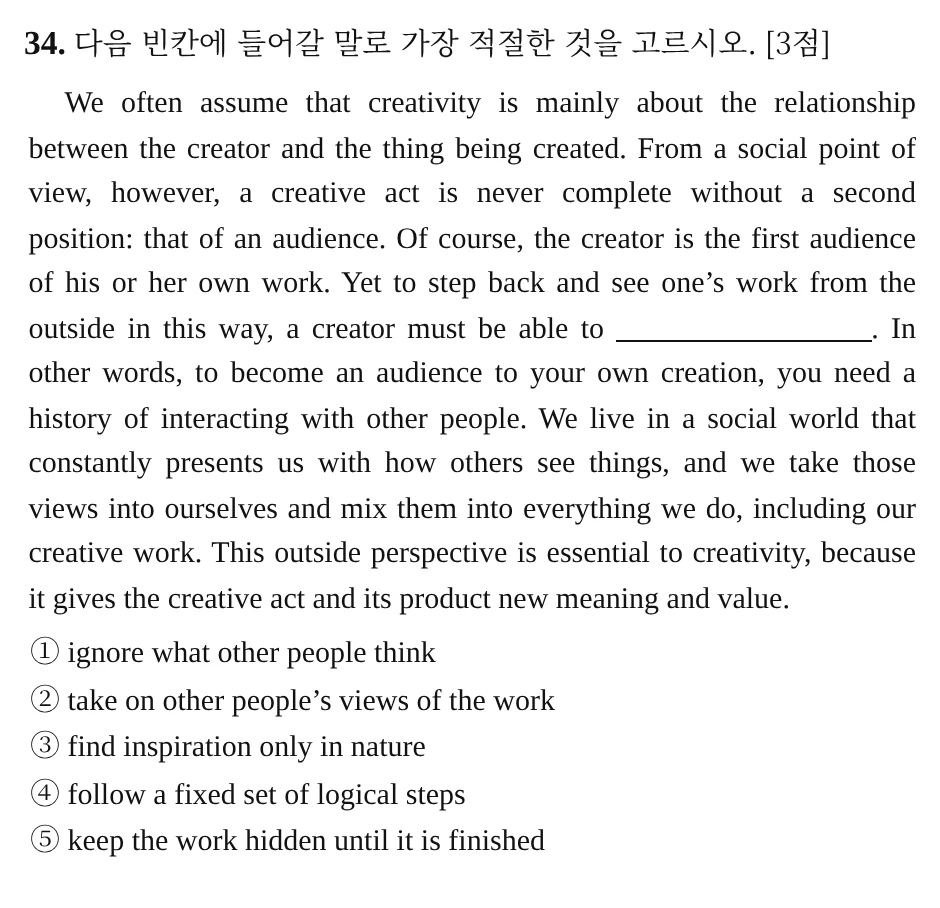 34. 다음 빈칸에 들어갈 말로 가장 적절한 것을 고르시오. [3점]
We often assume that creativity is mainly about the relationship
between the creator and the thing being created. From a social point of
view, however, a creative act is never complete without a second
position: that of an audience. Of course, the creator is the first audience
of his or her own work. Yet to step back and see one’s work from the
outside in this way, a creator must be able to ________________. In
other words, to become an audience to your own creation, you need a
history of interacting with other people. We live in a social world that
constantly presents us with how others see things, and we take those
views into ourselves and mix them into everything we do, including our
creative work. This outside perspective is essential to creativity, because
it gives the creative act and its product new meaning and value.
① ignore what other people think
② take on other people’s views of the work
③ find inspiration only in nature
④ follow a fixed set of logical steps
⑤ keep the work hidden until it is finished